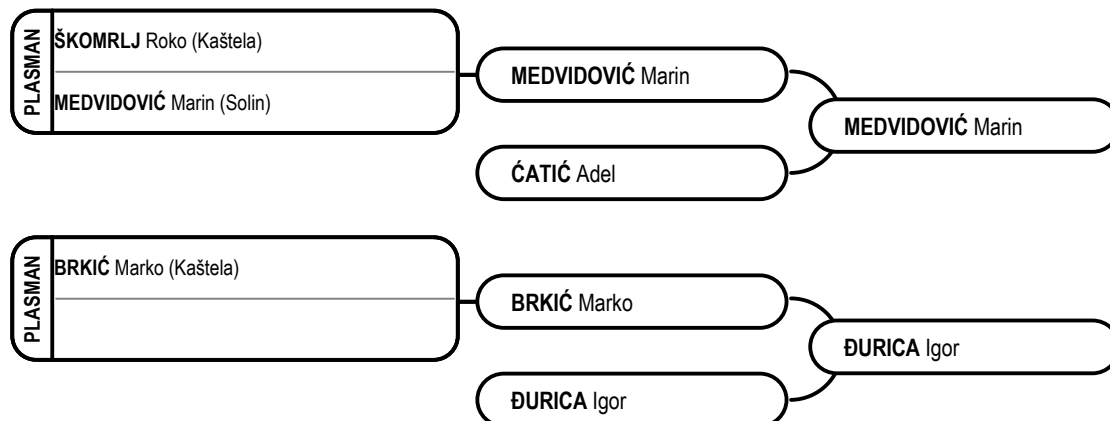 PLASMAN
ŠKOMRLJ Roko (Kaštela)
MEDVIDOVIĆ Marin (Solin)
MEDVIDOVIĆ Marin
ĆATIĆ Adel
MEDVIDOVIĆ Marin
PLASMAN
BRKIĆ Marko (Kaštela)
BRKIĆ Marko
ĐURICA Igor
ĐURICA Igor